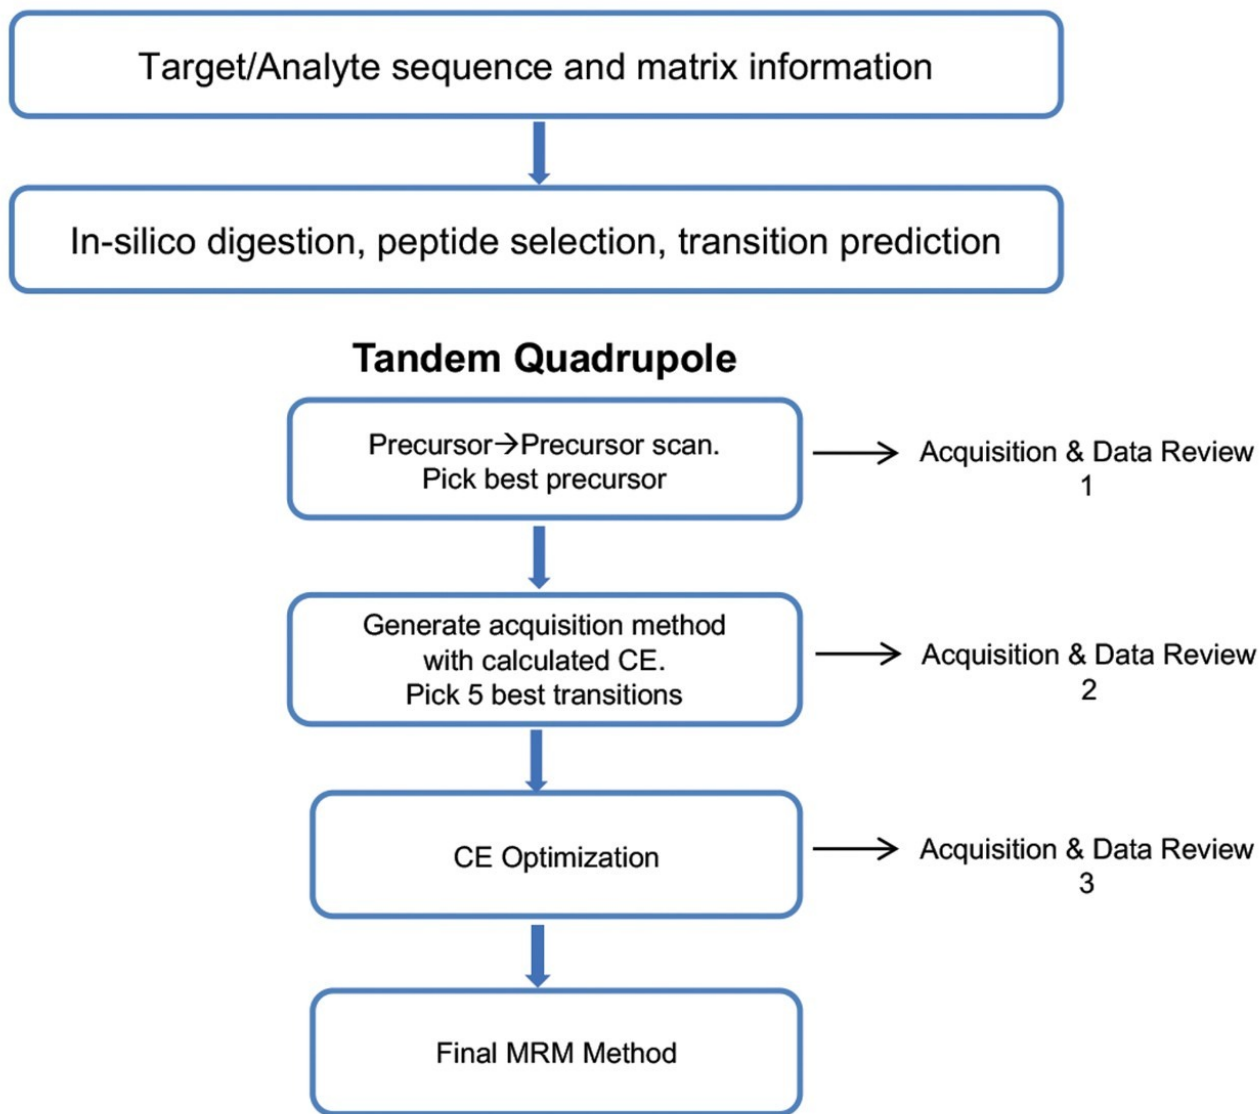 Target/Analyte sequence and matrix information
In-silico digestion, peptide selection, transition prediction
Tandem Quadrupole
Precursor→Precursor scan.
Pick best precursor
Acquisition & Data Review
1
Generate acquisition method
with calculated CE.
Pick 5 best transitions
Acquisition & Data Review
2
CE Optimization
Acquisition & Data Review
3
Final MRM Method